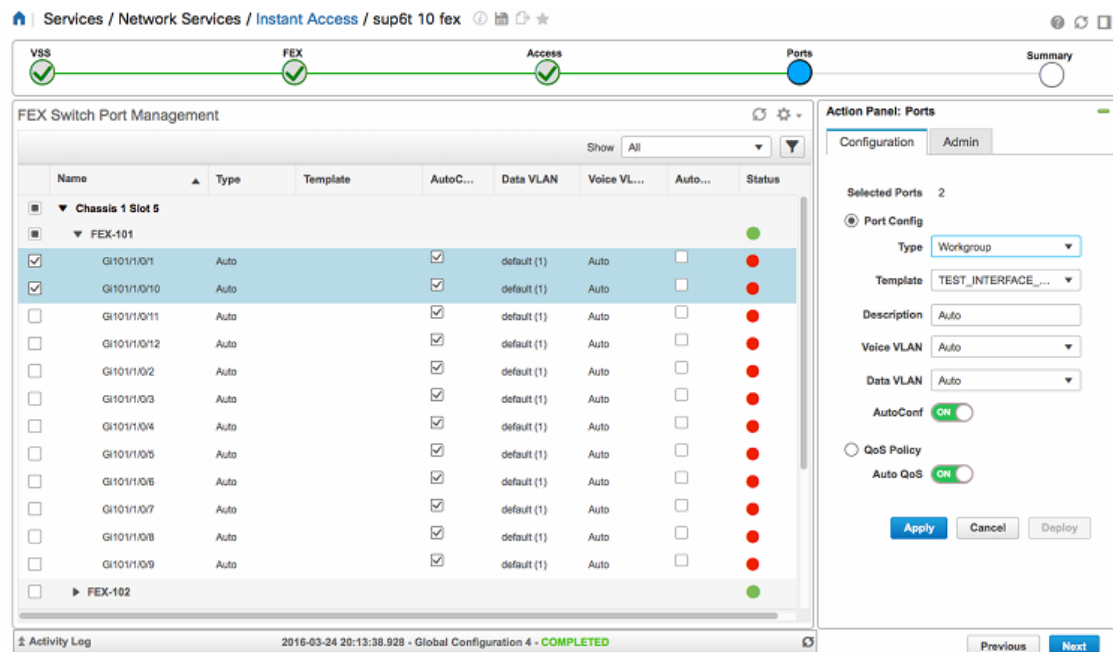 Services / Network Services / Instant Access / sup6t 10 fex
VSS FEX Access Ports Summary
FEX Switch Port Management
Show All
Name Type Template AutoC... Data VLAN Voice VL... Auto... Status
Chassis 1 Slot 5
FEX-101
Gi101/1/0/1 Auto default (1) Auto
Gi101/1/0/10 Auto default (1) Auto
Gi101/1/0/11 Auto default (1) Auto
Gi101/1/0/12 Auto default (1) Auto
Gi101/1/0/2 Auto default (1) Auto
Gi101/1/0/3 Auto default (1) Auto
Gi101/1/0/4 Auto default (1) Auto
Gi101/1/0/5 Auto default (1) Auto
Gi101/1/0/6 Auto default (1) Auto
Gi101/1/0/7 Auto default (1) Auto
Gi101/1/0/8 Auto default (1) Auto
Gi101/1/0/9 Auto default (1) Auto
FEX-102
Activity Log 2016-03-24 20:13:38.928 - Global Configuration 4 - COMPLETED
Action Panel: Ports
Configuration Admin
Selected Ports 2
Port Config
Type Workgroup
Template TEST_INTERFACE_...
Description Auto
Voice VLAN Auto
Data VLAN Auto
AutoConf ON
QoS Policy
Auto QoS ON
Apply Cancel Deploy
Previous Next